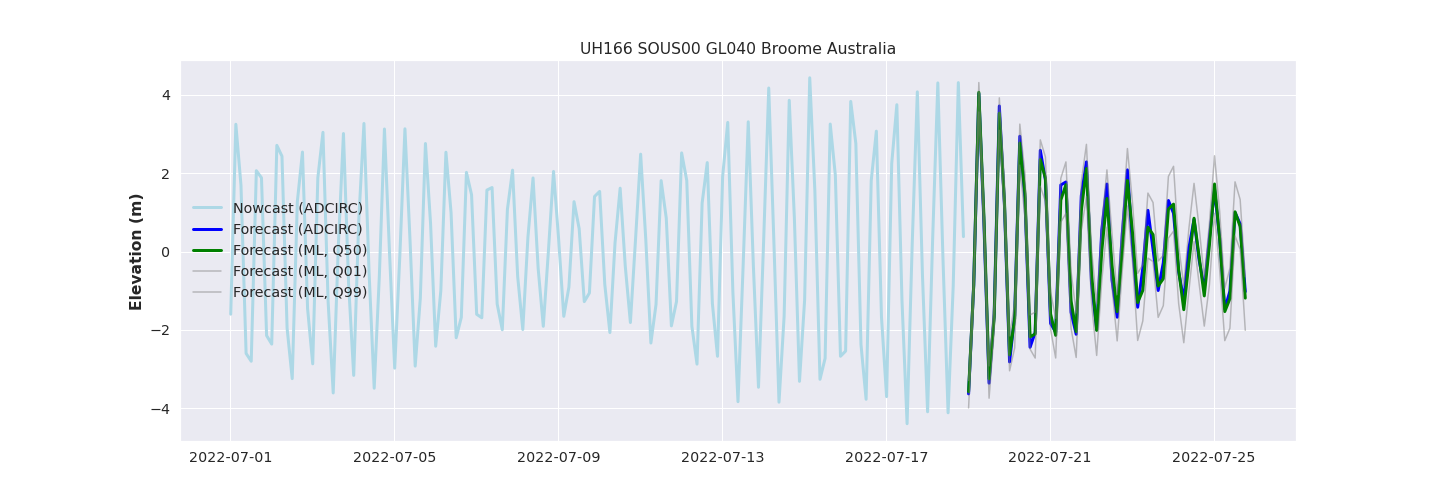 UH166 SOUS00 GL040 Broome Australia
Elevation (m)
4
2
0
−2
−4
Nowcast (ADCIRC)
Forecast (ADCIRC)
Forecast (ML, Q50)
Forecast (ML, Q01)
Forecast (ML, Q99)
2022-07-01
2022-07-05
2022-07-09
2022-07-13
2022-07-17
2022-07-21
2022-07-25